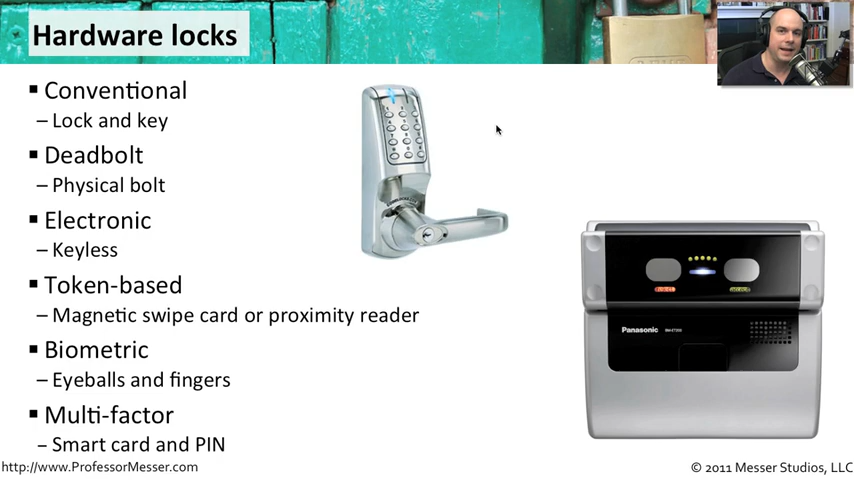 Hardware locks
▪ Conventional
– Lock and key
▪ Deadbolt
– Physical bolt
▪ Electronic
– Keyless
▪ Token-based
– Magnetic swipe card or proximity reader
▪ Biometric
– Eyeballs and fingers
▪ Multi-factor
– Smart card and PIN
Panasonic
http://www.ProfessorMesser.com
© 2011 Messer Studios, LLC